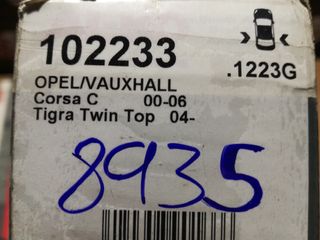 102233
.1223G
OPEL/VAUXHALL
Corsa C 00-06
Tigra Twin Top 04-
8935